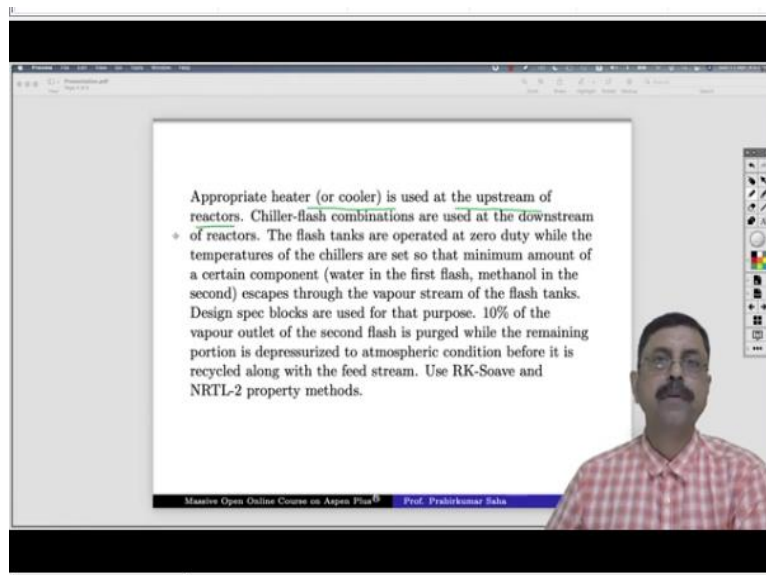 Presentation.pdf
Appropriate heater (or cooler) is used at the upstream of
reactors. Chiller-flash combinations are used at the downstream
of reactors. The flash tanks are operated at zero duty while the
temperatures of the chillers are set so that minimum amount of
a certain component (water in the first flash, methanol in the
second) escapes through the vapour stream of the flash tanks.
Design spec blocks are used for that purpose. 10% of the
vapour outlet of the second flash is purged while the remaining
portion is depressurized to atmospheric condition before it is
recycled along with the feed stream. Use RK-Soave and
NRTL-2 property methods.
Massive Open Online Course on Aspen Plus® Prof. Prabirkumar Saha